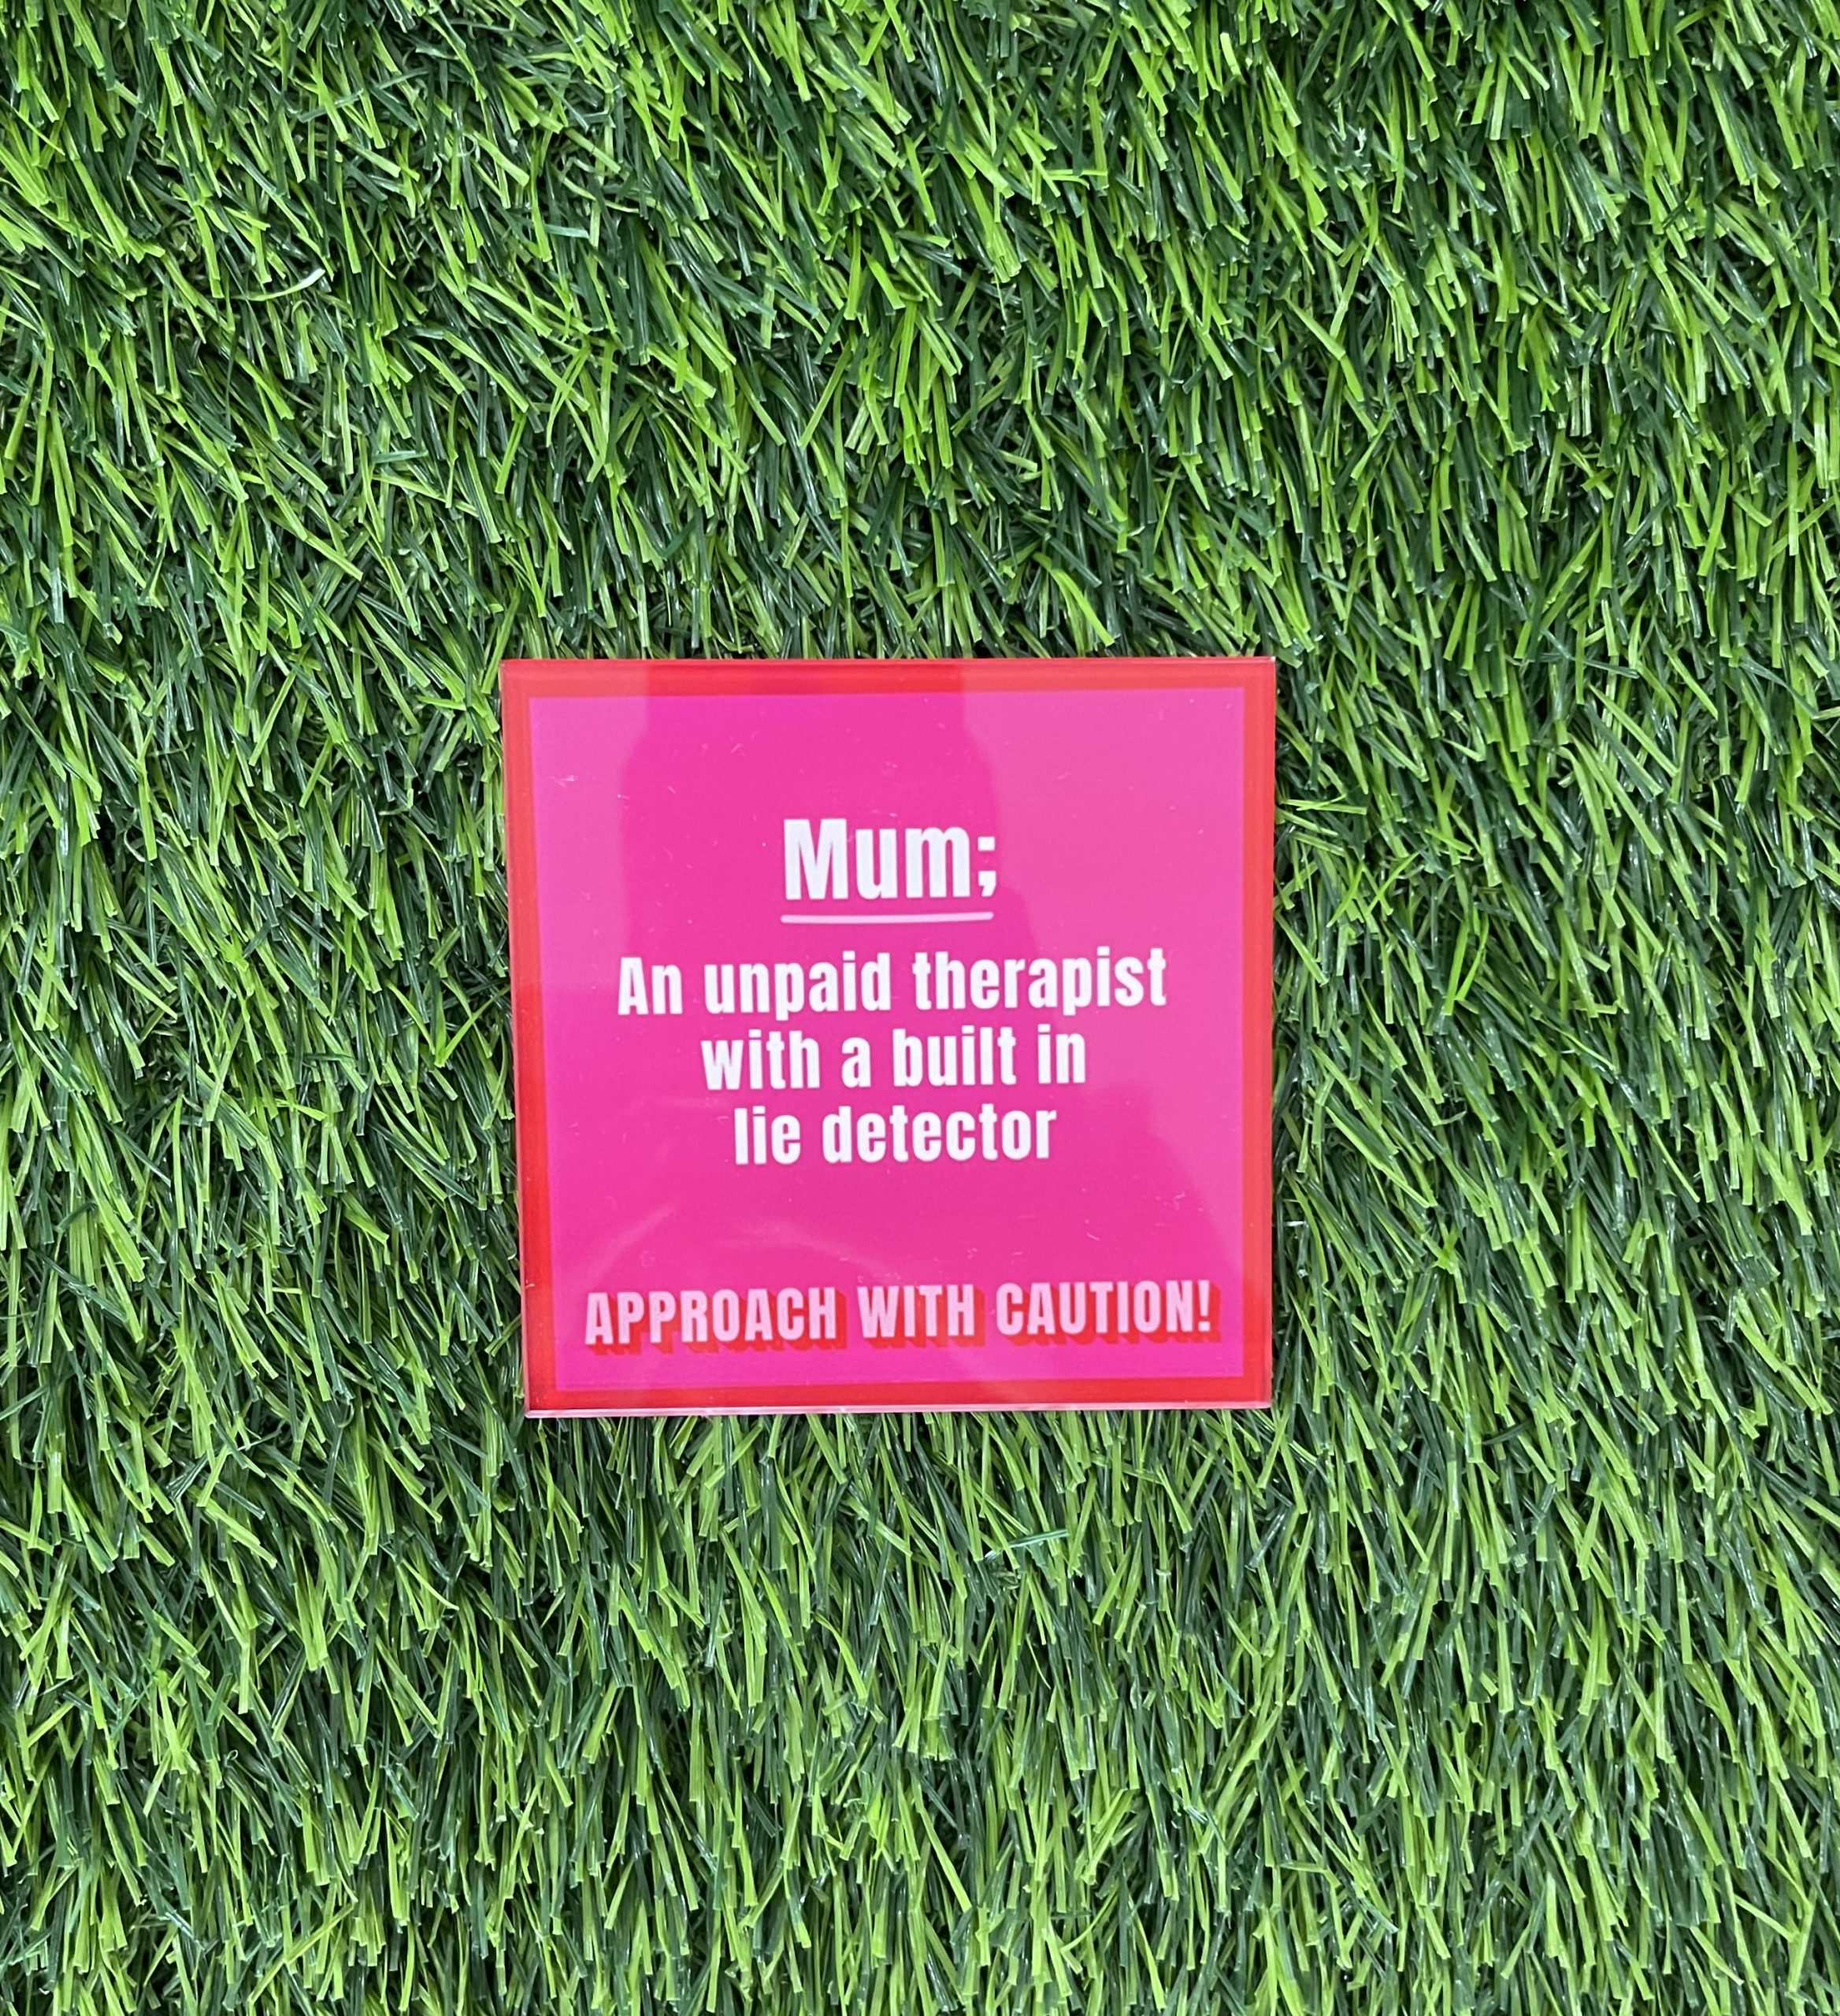 Mum;
An unpaid therapist
with a built in
lie detector
APPROACH WITH CAUTION!